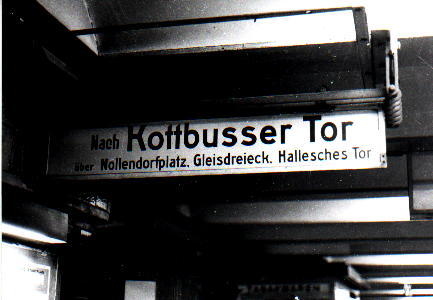 Nach Kottbusser Tor
über Nollendorfplatz, Gleisdreieck, Hallesches Tor